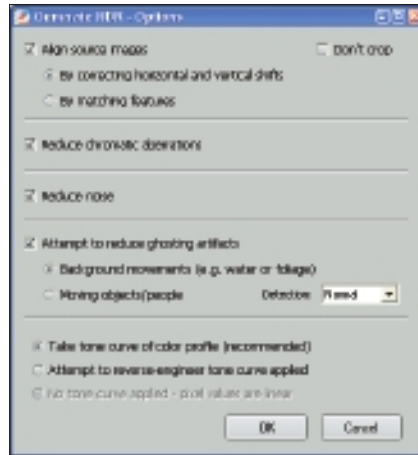 Generate HDR - Options
Align source images Don't crop
By correcting horizontal and vertical shifts
By matching features
Reduce chromatic aberrations
Reduce noise
Attempt to reduce ghosting artifacts
Background movements (e.g. water or foliage)
Moving objects/people Detection: Normal
Take tone curve of color profile (recommended)
Attempt to reverse-engineer tone curve applied
No tone curve applied - pixel values are linear
OK Cancel